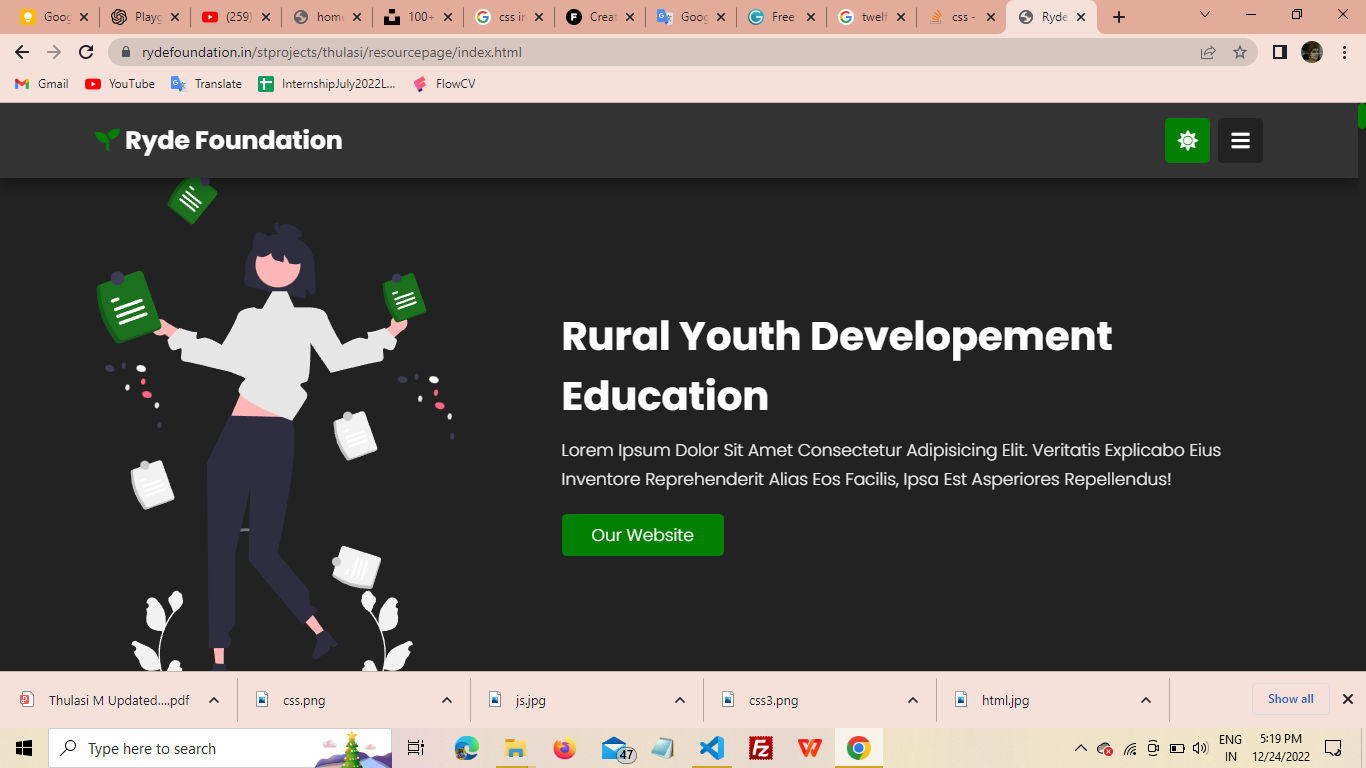 Goog
Playg
(259)
home
100+
css in
Creat
Goog
Free
twelf
css -
Ryde
rydefoundation.in/stprojects/thulasi/resourcepage/index.html
Gmail
YouTube
Translate
InternshipJuly2022L...
FlowCV
Ryde Foundation
Rural Youth Developement
Education
Lorem Ipsum Dolor Sit Amet Consectetur Adipisicing Elit. Veritatis Explicabo Eius
Inventore Reprehenderit Alias Eos Facilis, Ipsa Est Asperiores Repellendus!
Our Website
Thulasi M Updated....pdf
css.png
js.jpg
css3.png
html.jpg
Show all
Type here to search
47
ENG
IN
5:19 PM
12/24/2022